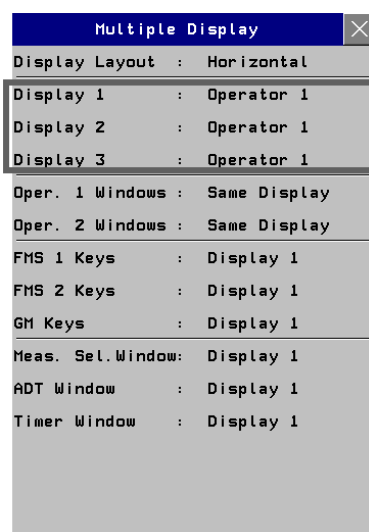 Multiple Display
Display Layout : Horizontal
Display 1 : Operator 1
Display 2 : Operator 1
Display 3 : Operator 1
Oper. 1 Windows : Same Display
Oper. 2 Windows : Same Display
FMS 1 Keys : Display 1
FMS 2 Keys : Display 1
GM Keys : Display 1
Meas. Sel.Window: Display 1
ADT Window : Display 1
Timer Window : Display 1